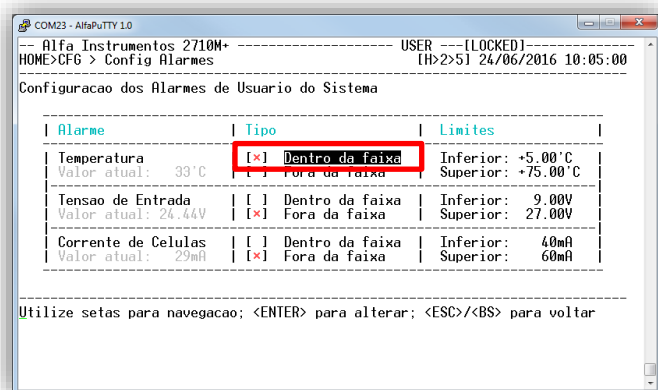 COM23 - AlfaPuTTY 1.0
-- Alfa Instrumentos 2710M+ -------------------- USER ---[LOCKED]------------
HOME>CFG > Config Alarmes [H>2>5] 24/06/2016 10:05:00
Configuracao dos Alarmes de Usuario do Sistema
| Alarme | Tipo | Limites |
| Temperatura | [×] Dentro da faixa | Inferior: +5.00'C |
| Valor atual: 33'C | [ ] Fora da faixa | Superior: +75.00'C |
| Tensao de Entrada | [ ] Dentro da faixa | Inferior: 9.00V |
| Valor atual: 24.44V | [×] Fora da faixa | Superior: 27.00V |
| Corrente de Celulas | [ ] Dentro da faixa | Inferior: 40mA |
| Valor atual: 29mA | [×] Fora da faixa | Superior: 60mA |
Utilize setas para navegacao; <ENTER> para alterar; <ESC>/<BS> para voltar